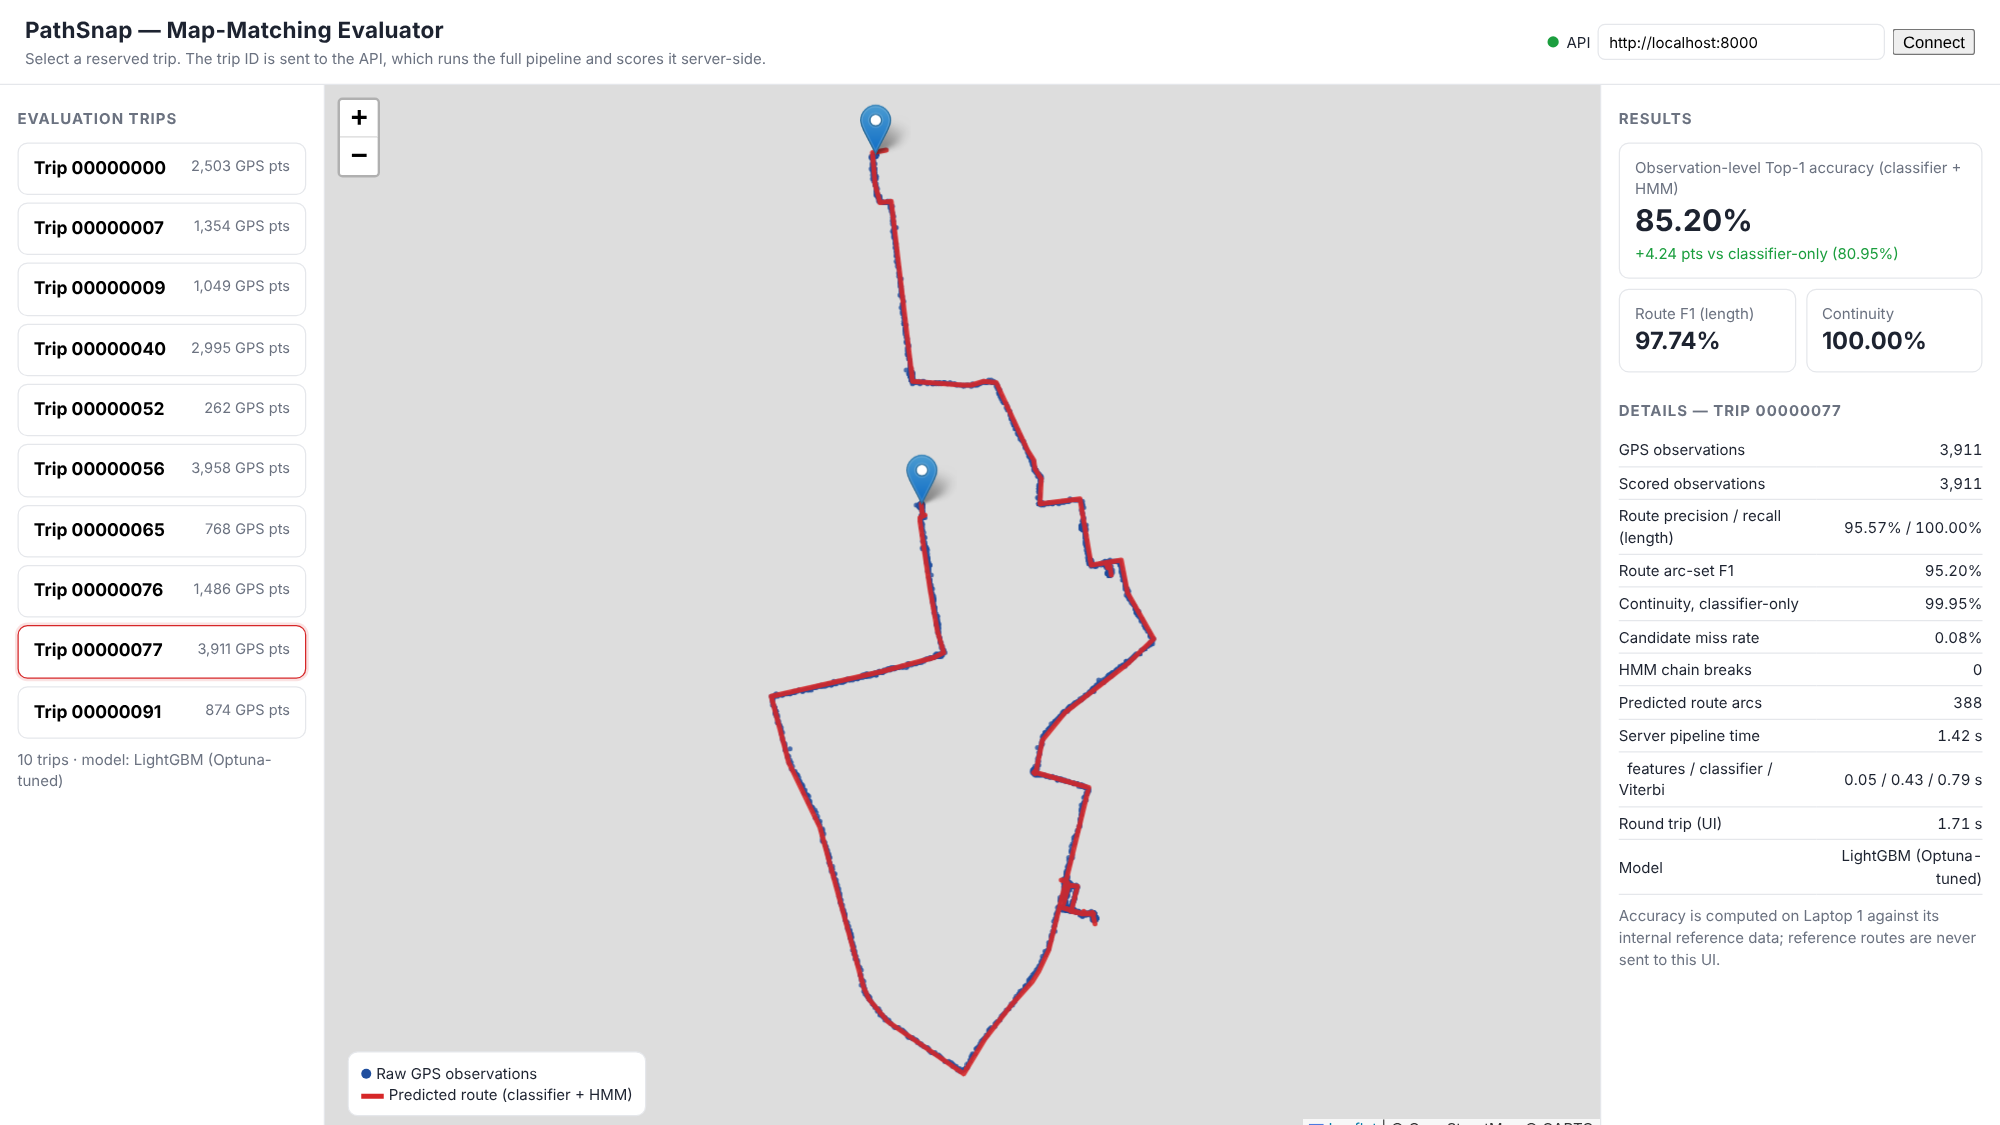 PathSnap — Map-Matching Evaluator
Select a reserved trip. The trip ID is sent to the API, which runs the full pipeline and scores it server-side.
API
http://localhost:8000
Connect
EVALUATION TRIPS
Trip 00000000 2,503 GPS pts
Trip 00000007 1,354 GPS pts
Trip 00000009 1,049 GPS pts
Trip 00000040 2,995 GPS pts
Trip 00000052 262 GPS pts
Trip 00000056 3,958 GPS pts
Trip 00000065 768 GPS pts
Trip 00000076 1,486 GPS pts
Trip 00000077 3,911 GPS pts
Trip 00000091 874 GPS pts
10 trips · model: LightGBM (Optuna-
tuned)
+
−
Raw GPS observations
Predicted route (classifier + HMM)
RESULTS
Observation-level Top-1 accuracy (classifier +
HMM)
85.20%
+4.24 pts vs classifier-only (80.95%)
Route F1 (length)
97.74%
Continuity
100.00%
DETAILS — TRIP 00000077
GPS observations 3,911
Scored observations 3,911
Route precision / recall
(length)
95.57% / 100.00%
Route arc-set F1 95.20%
Continuity, classifier-only 99.95%
Candidate miss rate 0.08%
HMM chain breaks 0
Predicted route arcs 388
Server pipeline time 1.42 s
features / classifier /
Viterbi
0.05 / 0.43 / 0.79 s
Round trip (UI) 1.71 s
Model
LightGBM (Optuna-
tuned)
Accuracy is computed on Laptop 1 against its
internal reference data; reference routes are never
sent to this UI.